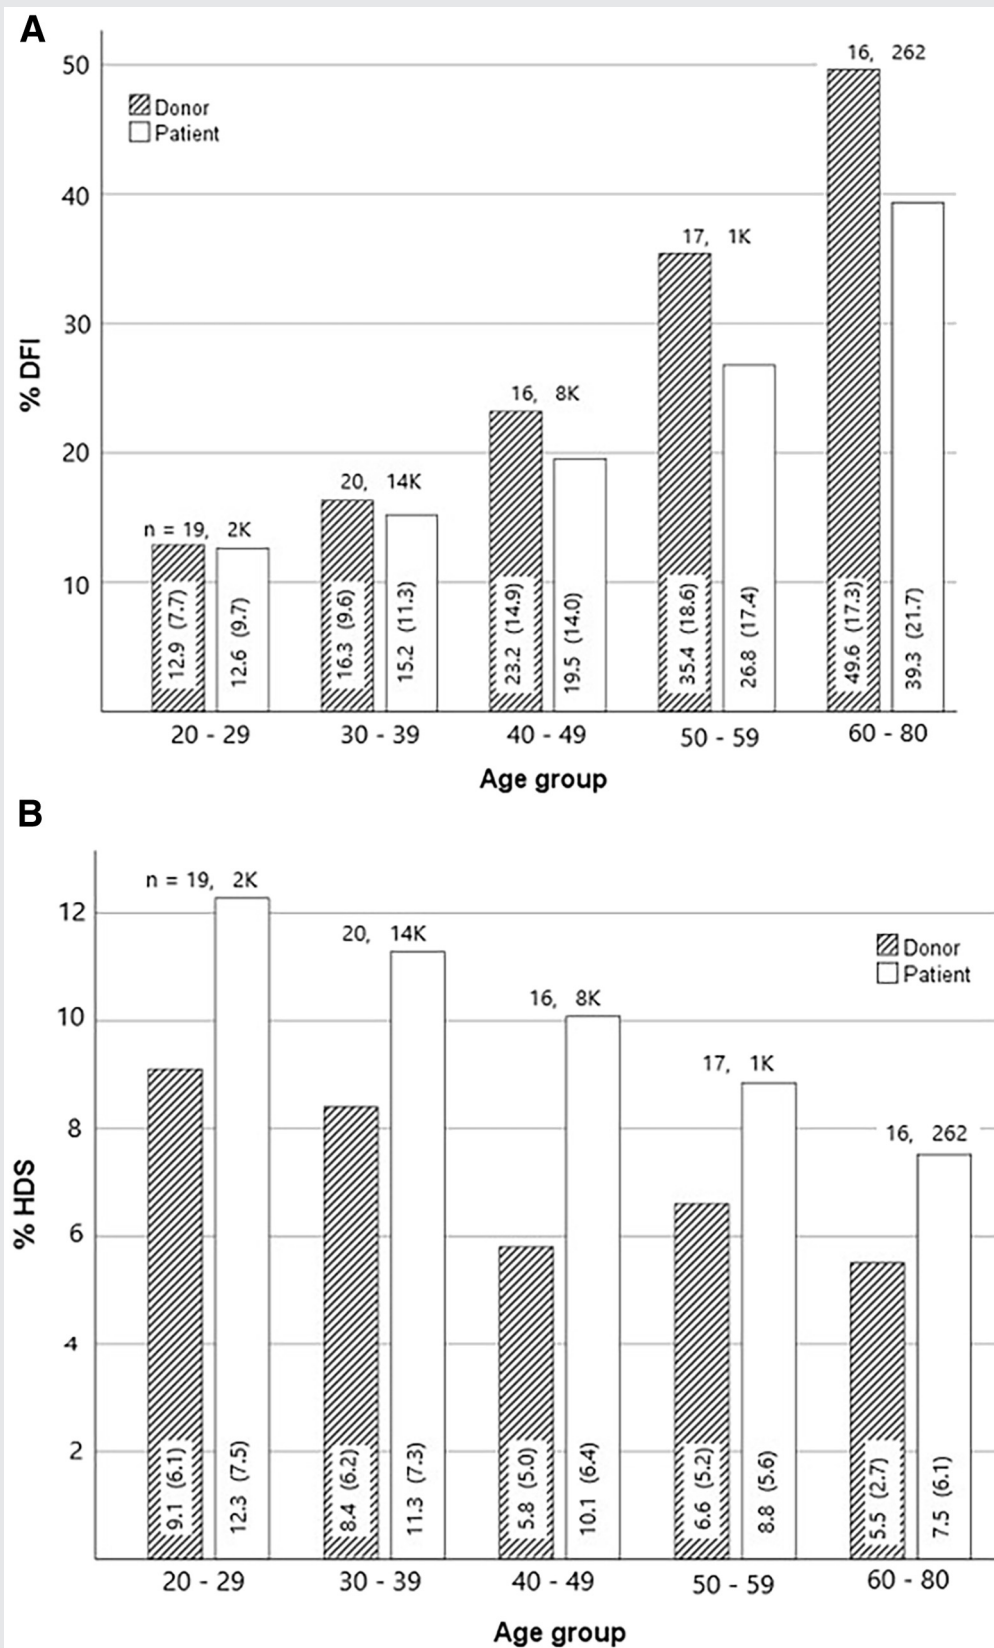 A
50
40
30
20
10
% DFI
Donor
Patient
n = 19, 2K
20, 14K
16, 8K
17, 1K
16, 262
12.9 (7.7)
12.6 (9.7)
16.3 (9.6)
15.2 (11.3)
23.2 (14.9)
19.5 (14.0)
35.4 (18.6)
26.8 (17.4)
49.6 (17.3)
39.3 (21.7)
20 - 29
30 - 39
40 - 49
50 - 59
60 - 80
Age group
B
12
10
8
6
4
2
% HDS
n = 19, 2K
20, 14K
16, 8K
17, 1K
16, 262
Donor
Patient
9.1 (6.1)
12.3 (7.5)
8.4 (6.2)
11.3 (7.3)
5.8 (5.0)
10.1 (6.4)
6.6 (5.2)
8.8 (5.6)
5.5 (2.7)
7.5 (6.1)
20 - 29
30 - 39
40 - 49
50 - 59
60 - 80
Age group